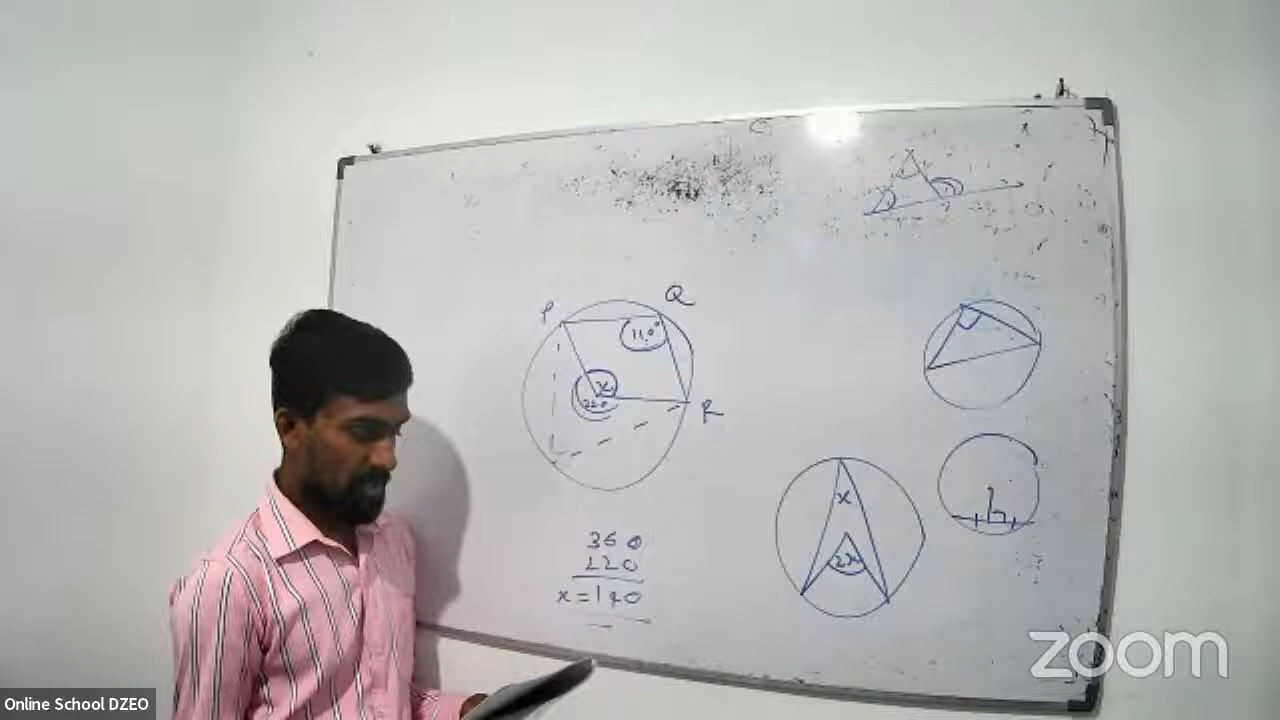 P
Q
110°
x
220
R
360
220
x = 140
x
2x
zoom
Online School DZEO